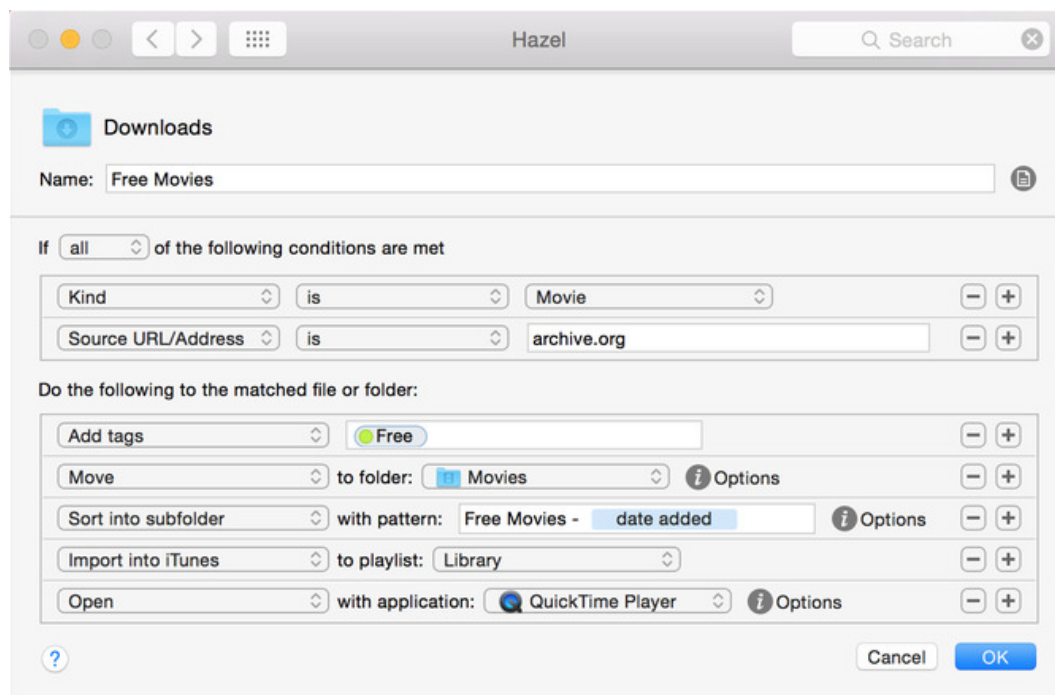 Hazel
Search
Downloads
Name: Free Movies
If all of the following conditions are met
Kind is Movie
Source URL/Address is archive.org
Do the following to the matched file or folder:
Add tags Free
Move to folder: Movies Options
Sort into subfolder with pattern: Free Movies - date added Options
Import into iTunes to playlist: Library
Open with application: QuickTime Player Options
? Cancel OK